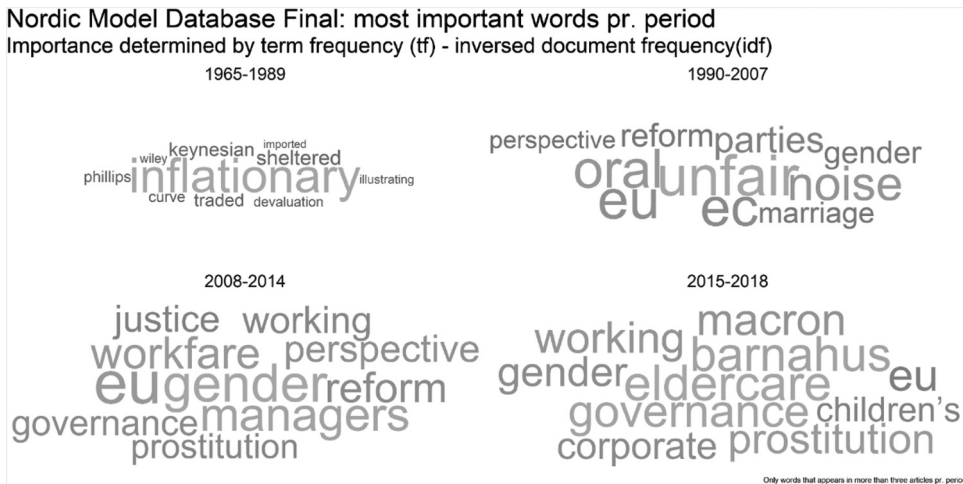 Nordic Model Database Final: most important words pr. period
Importance determined by term frequency (tf) - inversed document frequency(idf)
1965-1989
imported
keynesian
wiley
sheltered
phillips
inflationary
illustrating
curve
traded
devaluation
1990-2007
perspective
reform
parties
gender
oral
unfair
noise
eu
ec
marriage
2008-2014
justice
working
workfare
perspective
eu
gender
reform
governance
managers
prostitution
2015-2018
macron
working
barnahus
gender
eldercare
eu
governance
children's
corporate
prostitution
Only words that appears in more than three articles pr. perio